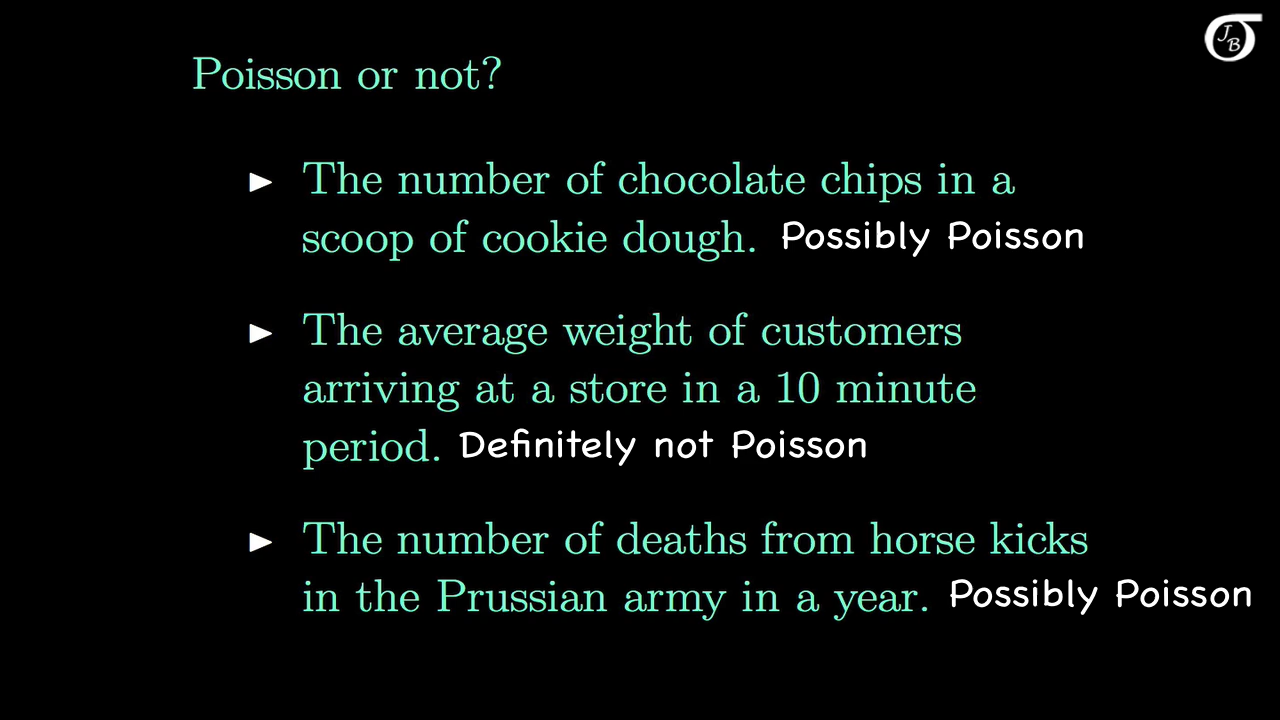 JB
Poisson or not?
The number of chocolate chips in a
scoop of cookie dough. Possibly Poisson
The average weight of customers
arriving at a store in a 10 minute
period. Definitely not Poisson
The number of deaths from horse kicks
in the Prussian army in a year. Possibly Poisson